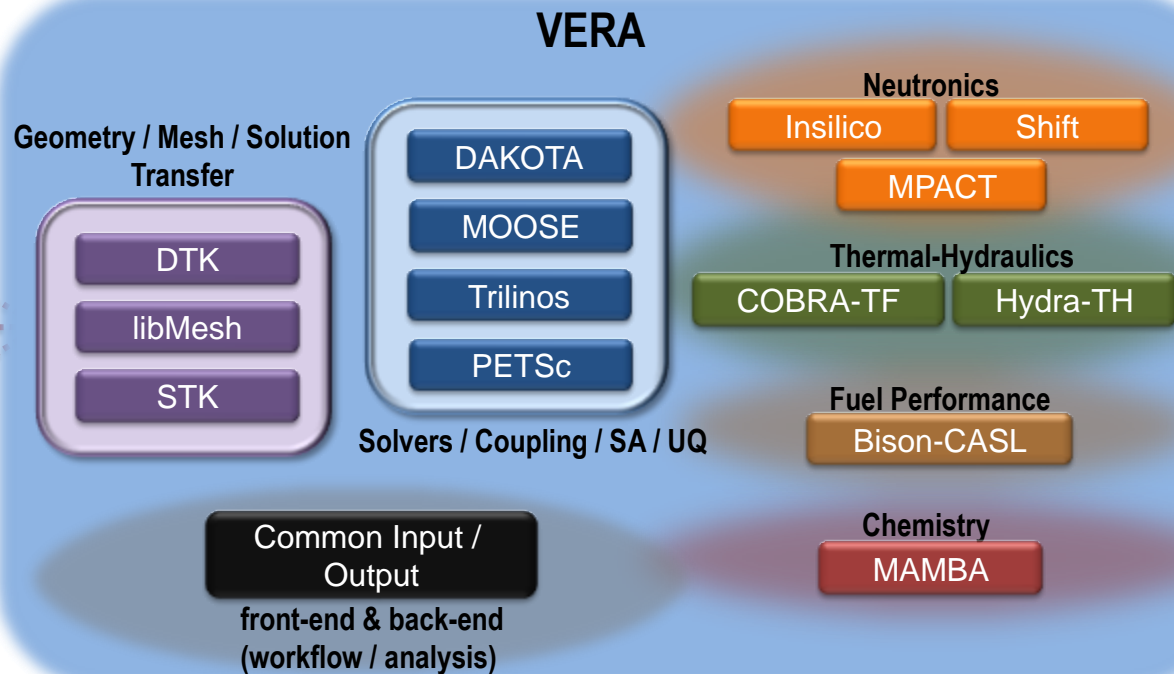 VERA
Geometry / Mesh / Solution
Transfer
DTK
libMesh
STK
DAKOTA
MOOSE
Trilinos
PETSc
Solvers / Coupling / SA / UQ
Neutronics
Insilico
Shift
MPACT
Thermal-Hydraulics
COBRA-TF
Hydra-TH
Fuel Performance
Bison-CASL
Chemistry
MAMBA
Common Input /
Output
front-end & back-end
(workflow / analysis)